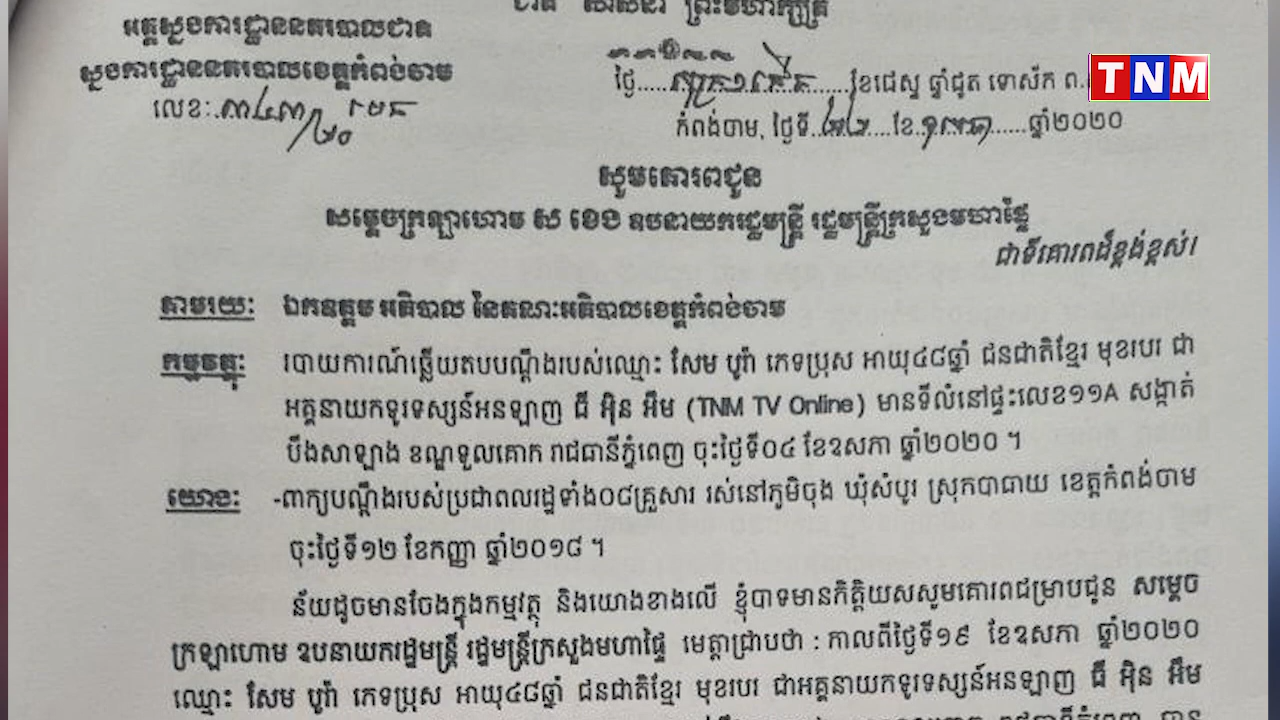 ជាតិ សាសនា ព្រះមហាក្សត្រ
អគ្គស្នងការដ្ឋាននគរបាលជាតិ
ស្នងការដ្ឋាននគរបាលខេត្តកំពង់ចាម
TNM
ថ្ងៃ ខែជេស្ឋ ឆ្នាំជូត ទោស័ក ព.
លេខ:
កំពង់ចាម, ថ្ងៃទី ២២ ខែ ឧសភា ឆ្នាំ២០២០
សូមគោរពជូន
សម្តេចក្រឡាហោម ស ខេង ឧបនាយករដ្ឋមន្ត្រី រដ្ឋមន្ត្រីក្រសួងមហាផ្ទៃ
ជាទីគោរពដ៏ខ្ពង់ខ្ពស់។
តាមរយៈ ឯកឧត្តម អភិបាល នៃគណៈអភិបាលខេត្តកំពង់ចាម
កម្មវត្ថុ: របាយការណ៍ឆ្លើយតបបណ្តឹងរបស់ឈ្មោះ សែម បូរ៉ា ភេទប្រុស អាយុ៤៨ឆ្នាំ ជនជាតិខ្មែរ មុខរបរ ជា
អគ្គនាយកទូរទស្សន៍អនឡាញ ធី អ៊ិន អឹម (TNM TV Online) មានទីលំនៅផ្ទះលេខ១១A សង្កាត់
បឹងសាឡាង ខណ្ឌទួលគោក រាជធានីភ្នំពេញ ចុះថ្ងៃទី០៤ ខែឧសភា ឆ្នាំ២០២០ ។
យោង: -ពាក្យបណ្តឹងរបស់ប្រជាពលរដ្ឋទាំង០៨គ្រួសារ រស់នៅភូមិចុង ឃុំសំបូរ ស្រុកបាធាយ ខេត្តកំពង់ចាម
ចុះថ្ងៃទី១២ ខែកញ្ញា ឆ្នាំ២០១៨ ។
ន័យដូចមានចែងក្នុងកម្មវត្ថុ និងយោងខាងលើ ខ្ញុំបាទមានកិត្តិយសសូមគោរពជម្រាបជូន សម្តេច
ក្រឡាហោម ឧបនាយករដ្ឋមន្ត្រី រដ្ឋមន្ត្រីក្រសួងមហាផ្ទៃ មេត្តាជ្រាបថា : កាលពីថ្ងៃទី១៩ ខែឧសភា ឆ្នាំ២០២០
ឈ្មោះ សែម បូរ៉ា ភេទប្រុស អាយុ៤៨ឆ្នាំ ជនជាតិខ្មែរ មុខរបរ ជាអគ្គនាយកទូរទស្សន៍អនឡាញ ធី អ៊ិន អឹម